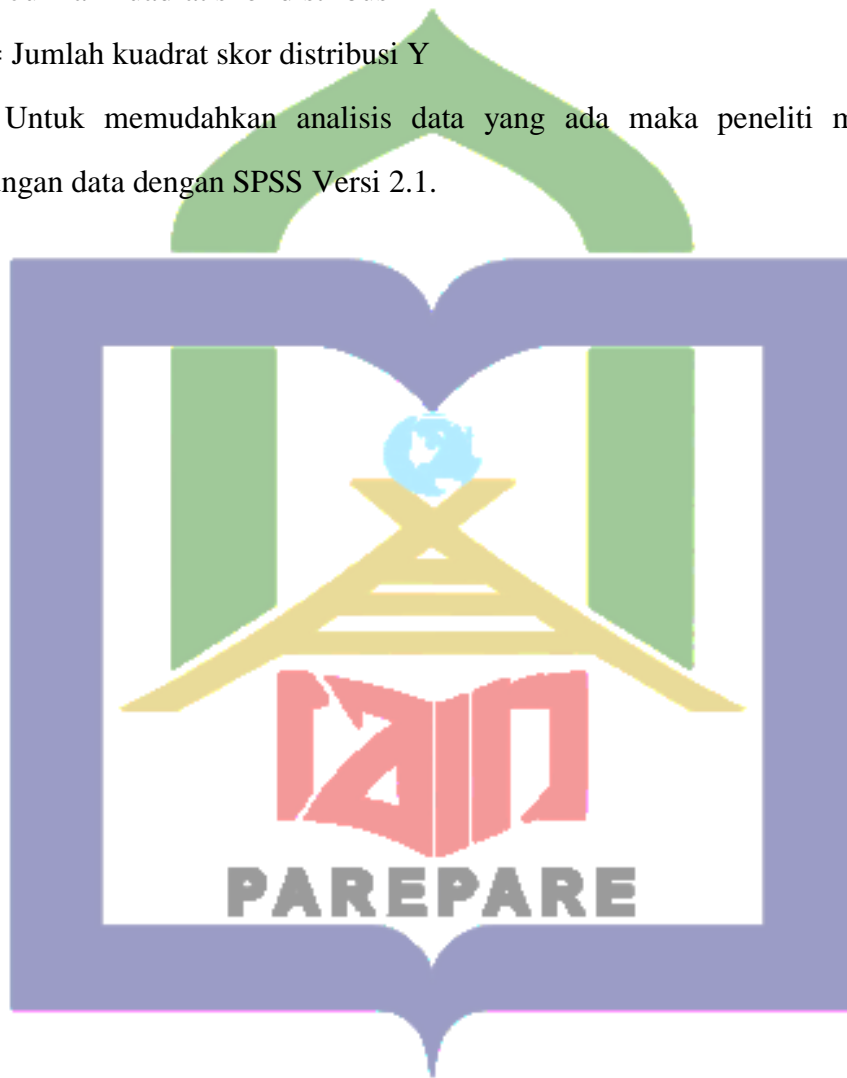 = Jumlah kuadrat skor distribusi Y
Untuk memudahkan analisis data yang ada maka peneliti
data dengan SPSS Versi 2.1.
iain
PAREPARE